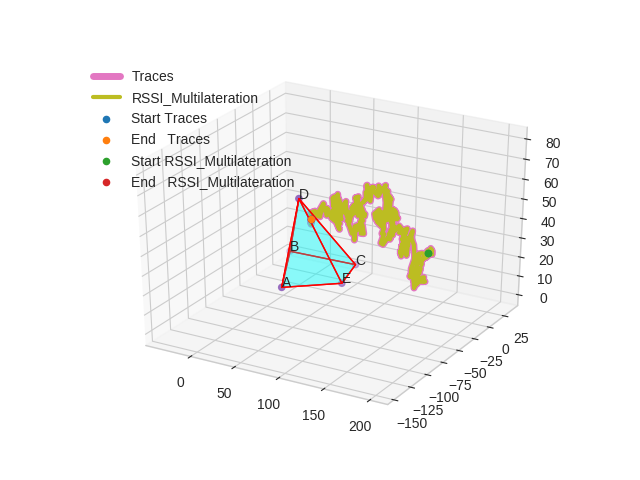 Traces
RSSI_Multilateration
Start Traces
End   Traces
Start RSSI_Multilateration
End   RSSI_Multilateration
D
B
C
A
E
80
70
60
50
40
30
20
10
0
25
0
−25
−50
−75
−100
−125
−150
0
50
100
150
200